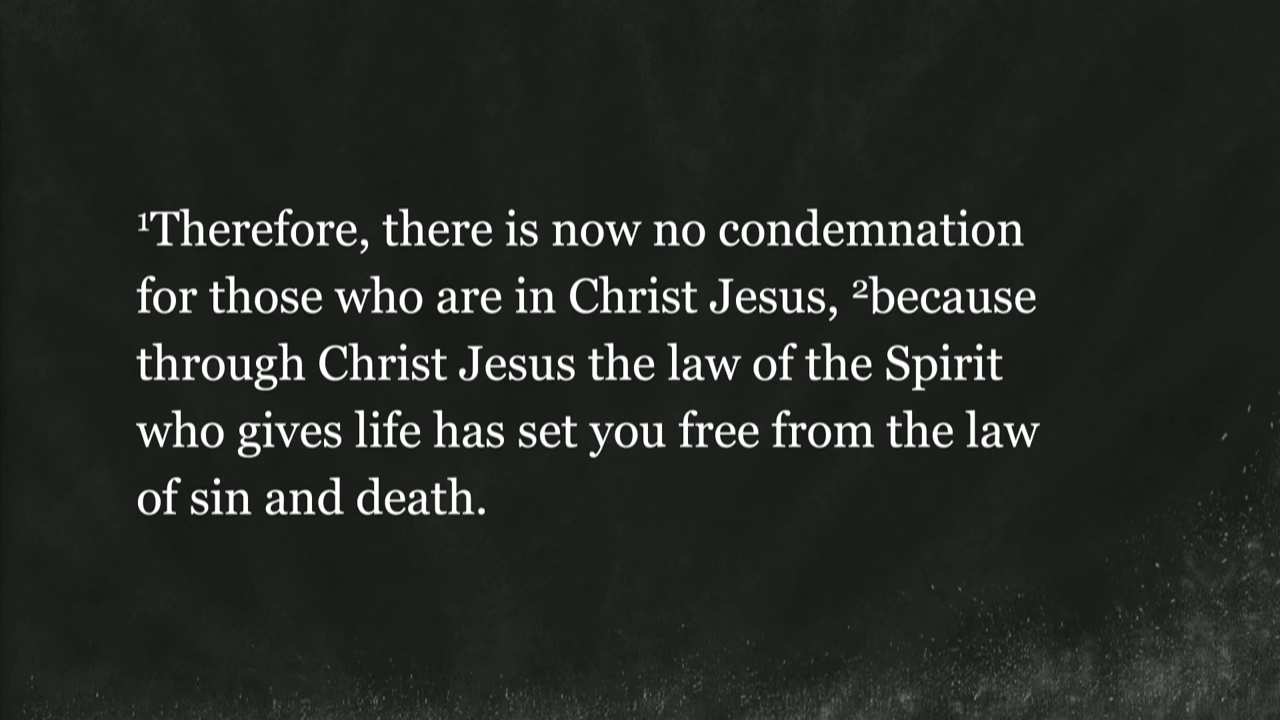 ¹Therefore, there is now no condemnation
for those who are in Christ Jesus, ²because
through Christ Jesus the law of the Spirit
who gives life has set you free from the law
of sin and death.